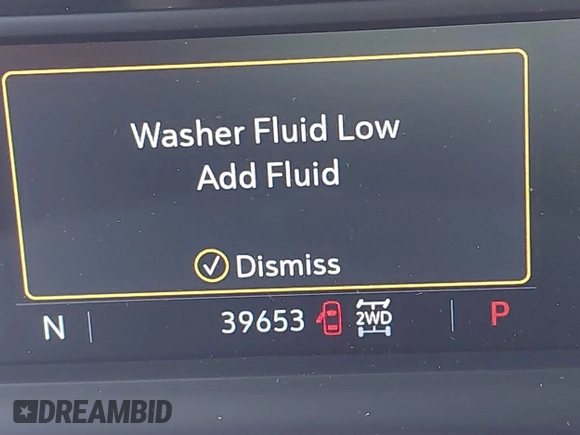 Washer Fluid Low
Add Fluid
Dismiss
N 39653 2WD P
DREAMBID